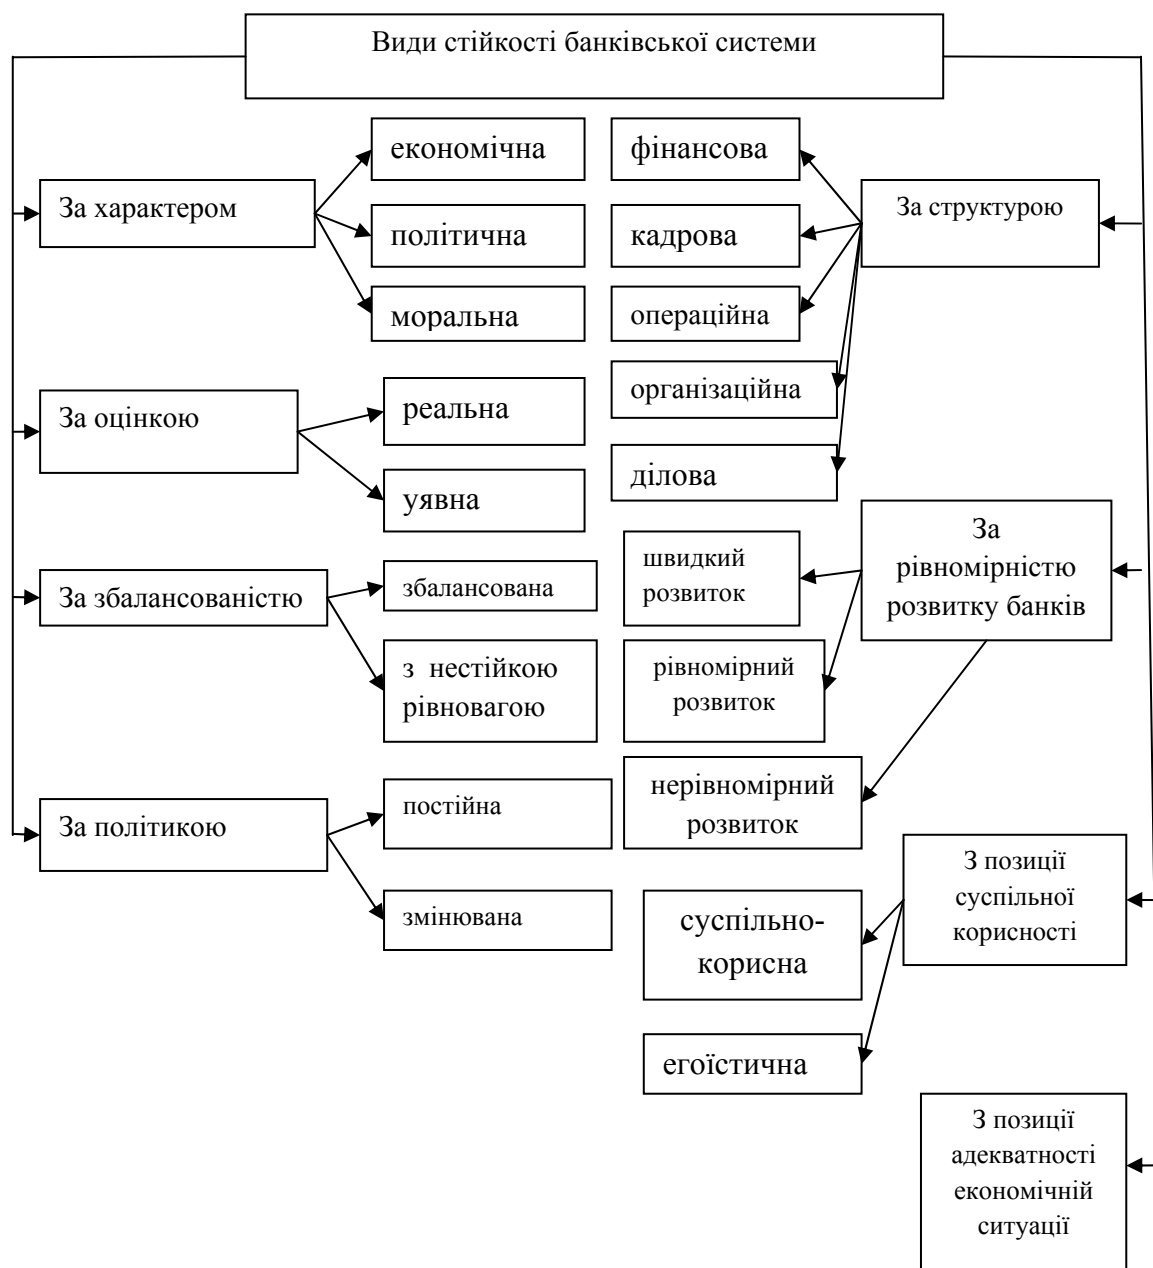 Види стійкості банківської системи
економічна
фінансова
За характером
За структурою
політична
кадрова
моральна
операційна
За оцінкою
реальна
організаційна
уявна
ділова
За
рівномірністю
розвитку банків
За збалансованістю
збалансована
швидкий
розвиток
з нестійкою
рівновагою
рівномірний
розвиток
За політикою
постійна
нерівномірний
розвиток
змінювана
З позиції
суспільної
корисності
суспільно-
корисна
егоїстична
З позиції
адекватності
економічній
ситуації